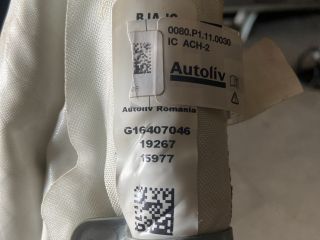 0080.P1.11.0030
IC ACH-2
Autoliv
Autoliv Romania
G16407046
19267
15977